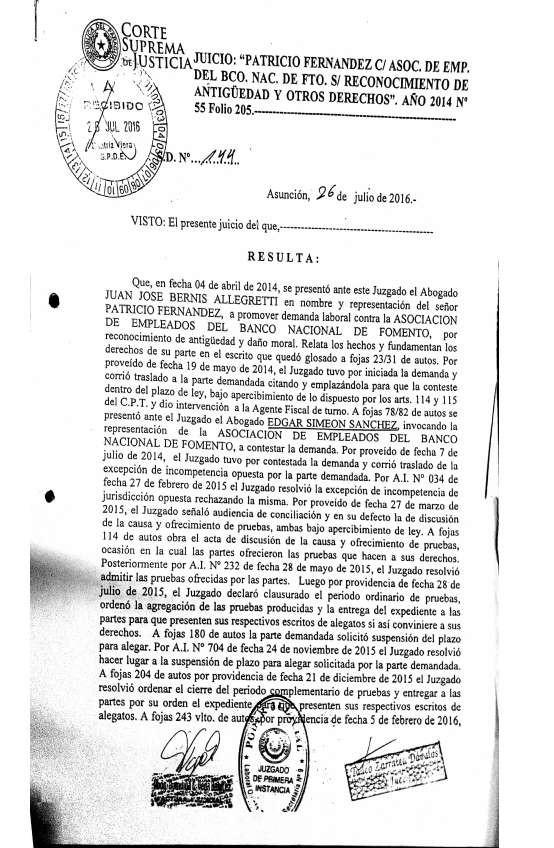 CORTE
SUPREMA
DE JUSTICIA
JUICIO: "PATRICIO FERNANDEZ C/ ASOC. DE EMP.
DEL BCO. NAC. DE FTO. S/ RECONOCIMIENTO DE
ANTIGÜEDAD Y OTROS DERECHOS". AÑO 2014 Nº
55 Folio 205.-
RECIBIDO
26 JUL 2016
Viera
S.P.D.E.
S.D. Nº...144..
Asunción, 26 de julio de 2016.-
VISTO: El presente juicio del que,-
RESULTA:
Que, en fecha 04 de abril de 2014, se presentó ante este Juzgado el Abogado
JUAN JOSE BERNIS ALLEGRETTI en nombre y representación del señor
PATRICIO FERNANDEZ, a promover demanda laboral contra la ASOCIACION
DE EMPLEADOS DEL BANCO NACIONAL DE FOMENTO, por
reconocimiento de antigüedad y daño moral. Relata los hechos y fundamentan los
derechos de su parte en el escrito que quedó glosado a fojas 23/31 de autos. Por
proveído de fecha 19 de mayo de 2014, el Juzgado tuvo por iniciada la demanda y
corrió traslado a la parte demandada citando y emplazándola para que la conteste
dentro del plazo de ley, bajo apercibimiento de lo dispuesto por los arts. 114 y 115
del C.P.T. y dio intervención a la Agente Fiscal de turno. A fojas 78/82 de autos se
presentó ante el Juzgado el Abogado EDGAR SIMEON SANCHEZ, invocando la
representación de la ASOCIACION DE EMPLEADOS DEL BANCO
NACIONAL DE FOMENTO, a contestar la demanda. Por proveído de fecha 7 de
julio de 2014, el Juzgado tuvo por contestada la demanda y corrió traslado de la
excepción de incompetencia opuesta por la parte demandada. Por A.I. Nº 034 de
fecha 27 de febrero de 2015 el Juzgado resolvió la excepción de incompetencia de
jurisdicción opuesta rechazando la misma. Por proveído de fecha 27 de marzo de
2015, el Juzgado señaló audiencia de conciliación y en su defecto la de discusión
de la causa y ofrecimiento de pruebas, ambas bajo apercibimiento de ley. A fojas
114 de autos obra el acta de discusión de la causa y ofrecimiento de pruebas,
ocasión en la cual las partes ofrecieron las pruebas que hacen a sus derechos.
Posteriormente por A.I. Nº 232 de fecha 28 de mayo de 2015, el Juzgado resolvió
admitir las pruebas ofrecidas por las partes. Luego por providencia de fecha 28 de
julio de 2015, el Juzgado declaró clausurado el periodo ordinario de pruebas,
ordenó la agregación de las pruebas producidas y la entrega del expediente a las
partes para que presenten sus respectivos escritos de alegatos si así conviniere a sus
derechos. A fojas 180 de autos la parte demandada solicitó suspensión del plazo
para alegar. Por A.I. Nº 704 de fecha 24 de noviembre de 2015 el Juzgado resolvió
hacer lugar a la suspensión de plazo para alegar solicitada por la parte demandada.
A fojas 204 de autos por providencia de fecha 21 de diciembre de 2015 el Juzgado
resolvió ordenar el cierre del periodo complementario de pruebas y entregar a las
partes por su orden el expediente para que presenten sus respectivos escritos de
alegatos. A fojas 243 vlto. de autos, por providencia de fecha 5 de febrero de 2016,
JUZGADO
DE PRIMERA
INSTANCIA
Secretaría Nº 9
Tadeo Zarratea Dávalos
Juez